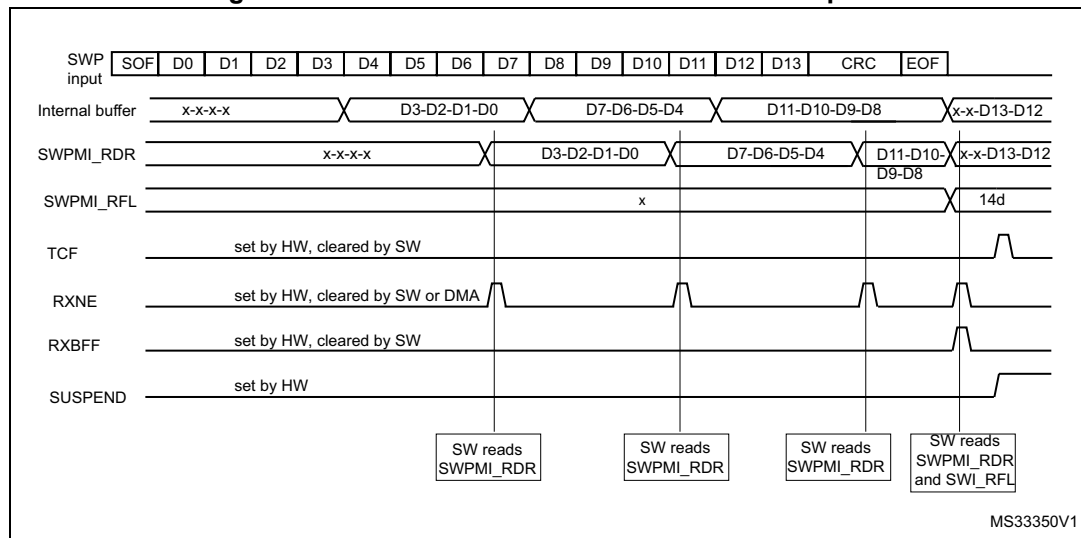 SWP input SOF D0 D1 D2 D3 D4 D5 D6 D7 D8 D9 D10 D11 D12 D13 CRC EOF
Internal buffer x-x-x-x D3-D2-D1-D0 D7-D6-D5-D4 D11-D10-D9-D8 x-x-D13-D12
SWPMI_RDR x-x-x-x D3-D2-D1-D0 D7-D6-D5-D4 D11-D10-D9-D8 x-x-D13-D12
SWPMI_RFL x 14d
TCF set by HW, cleared by SW
RXNE set by HW, cleared by SW or DMA
RXBFF set by HW, cleared by SW
SUSPEND set by HW
SW reads SWPMI_RDR
SW reads SWPMI_RDR
SW reads SWPMI_RDR
SW reads SWPMI_RDR and SWI_RFL
MS33350V1